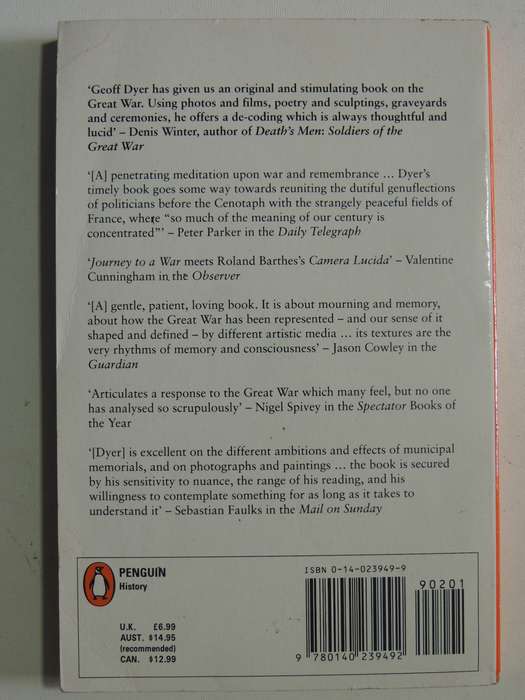 ‘Geoff Dyer has given us an original and stimulating book on the
Great War. Using photos and films, poetry and sculptings, graveyards
and ceremonies, he offers a de-coding which is always thoughtful and
lucid’ – Denis Winter, author of Death’s Men: Soldiers of the
Great War
‘[A] penetrating meditation upon war and remembrance ... Dyer’s
timely book goes some way towards reuniting the dutiful genuflections
of politicians before the Cenotaph with the strangely peaceful fields of
France, where “so much of the meaning of our century is
concentrated”’ – Peter Parker in the Daily Telegraph
‘Journey to a War meets Roland Barthes’s Camera Lucida’ – Valentine
Cunningham in the Observer
‘[A] gentle, patient, loving book. It is about mourning and memory,
about how the Great War has been represented – and our sense of it
shaped and defined – by different artistic media ... its textures are the
very rhythms of memory and consciousness’ – Jason Cowley in the
Guardian
‘Articulates a response to the Great War which many feel, but no one
has analysed so scrupulously’ – Nigel Spivey in the Spectator Books of
the Year
‘[Dyer] is excellent on the different ambitions and effects of municipal
memorials, and on photographs and paintings ... the book is secured
by his sensitivity to nuance, the range of his reading, and his
willingness to contemplate something for as long as it takes to
understand it’ – Sebastian Faulks in the Mail on Sunday
PENGUIN
History
U.K. £6.99
AUST. $14.95
(recommended)
CAN. $12.99
ISBN 0-14-023949-9
90201
9 780140 239492